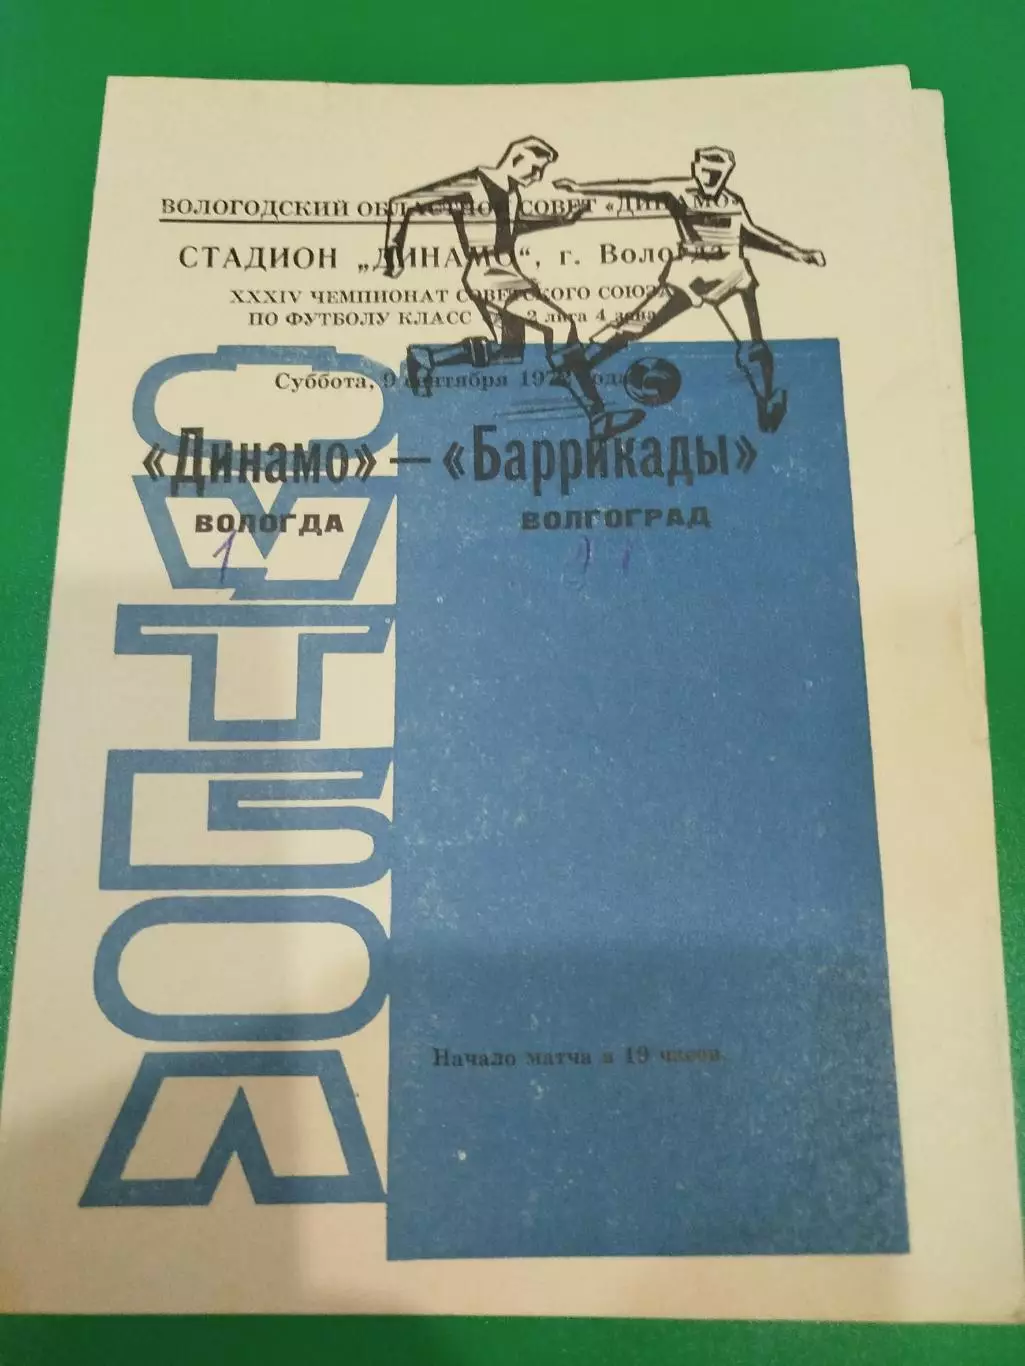 ВОЛОГОДСКИЙ ОБЛАСТНОЙ СОВЕТ «ДИНАМО»
СТАДИОН „ДИНАМО“, г. Вологда
XXXIV ЧЕМПИОНАТ СОВЕТСКОГО СОЮЗА
ПО ФУТБОЛУ КЛАСС 2 лига 4 зона
Суббота, 9 сентября 1972 года
«Динамо» — «Баррикады»
ВОЛОГДА ВОЛГОГРАД
1
ФУТБОЛ
Начало матча в 19 часов.